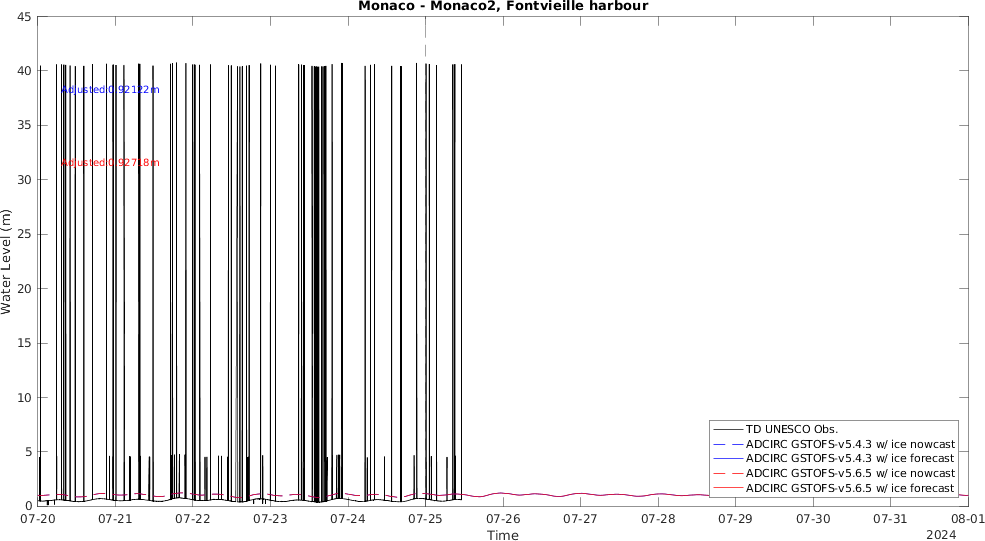 Monaco - Monaco2, Fontvieille harbour
45
40
35
30
25
20
15
10
5
0
Water Level (m)
Adjusted:0.92122m
Adjusted:0.92718m
TD UNESCO Obs.
ADCIRC GSTOFS-v5.4.3 w/ ice nowcast
ADCIRC GSTOFS-v5.4.3 w/ ice forecast
ADCIRC GSTOFS-v5.6.5 w/ ice nowcast
ADCIRC GSTOFS-v5.6.5 w/ ice forecast
07-20 07-21 07-22 07-23 07-24 07-25 07-26 07-27 07-28 07-29 07-30 07-31 08-01
Time
2024